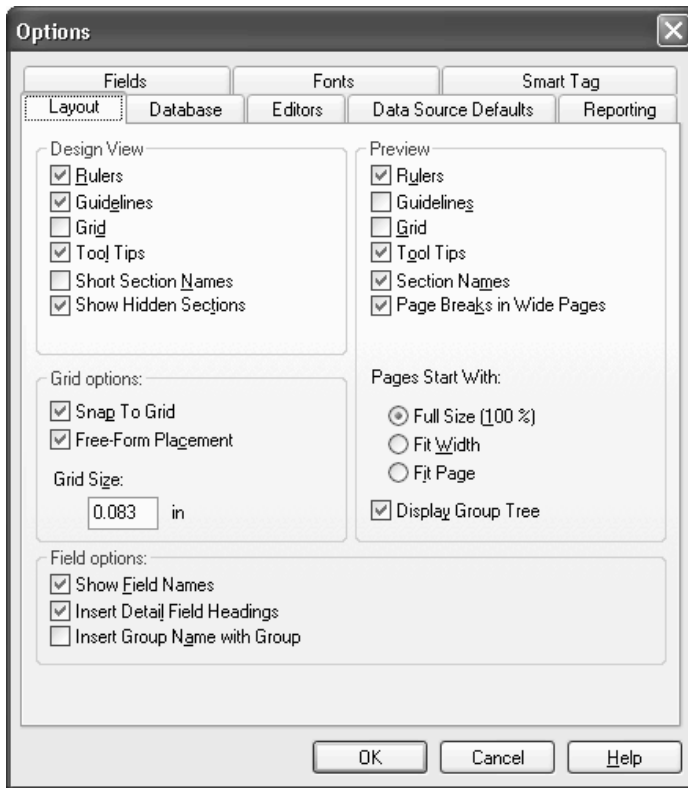 Options
Fields Fonts Smart Tag
Layout Database Editors Data Source Defaults Reporting
Design View
Rulers
Guidelines
Grid
Tool Tips
Short Section Names
Show Hidden Sections
Preview
Rulers
Guidelines
Grid
Tool Tips
Section Names
Page Breaks in Wide Pages
Grid options:
Snap To Grid
Free-Form Placement
Grid Size:
0.083 in
Pages Start With:
Full Size (100 %)
Fit Width
Fit Page
Display Group Tree
Field options:
Show Field Names
Insert Detail Field Headings
Insert Group Name with Group
OK Cancel Help